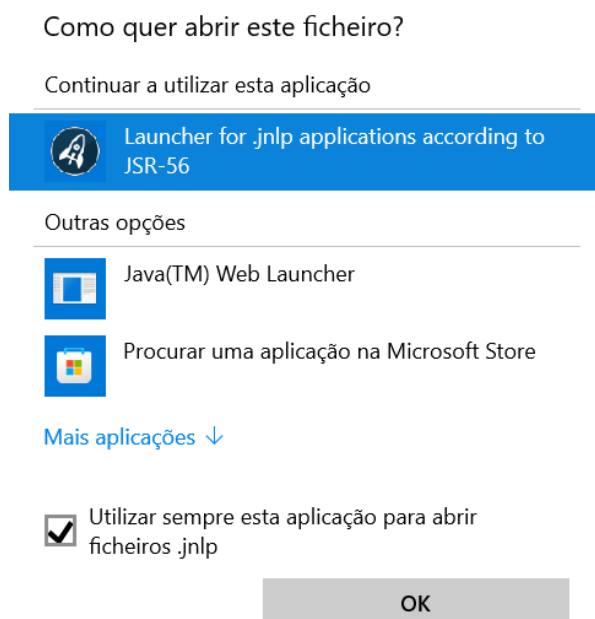 Como quer abrir este ficheiro?
Continuar a utilizar esta aplicação
Launcher for .jnlp applications according to
JSR-56
Outras opções
Java(TM) Web Launcher
Procurar uma aplicação na Microsoft Store
Mais aplicações ↓
Utilizar sempre esta aplicação para abrir
ficheiros .jnlp
OK